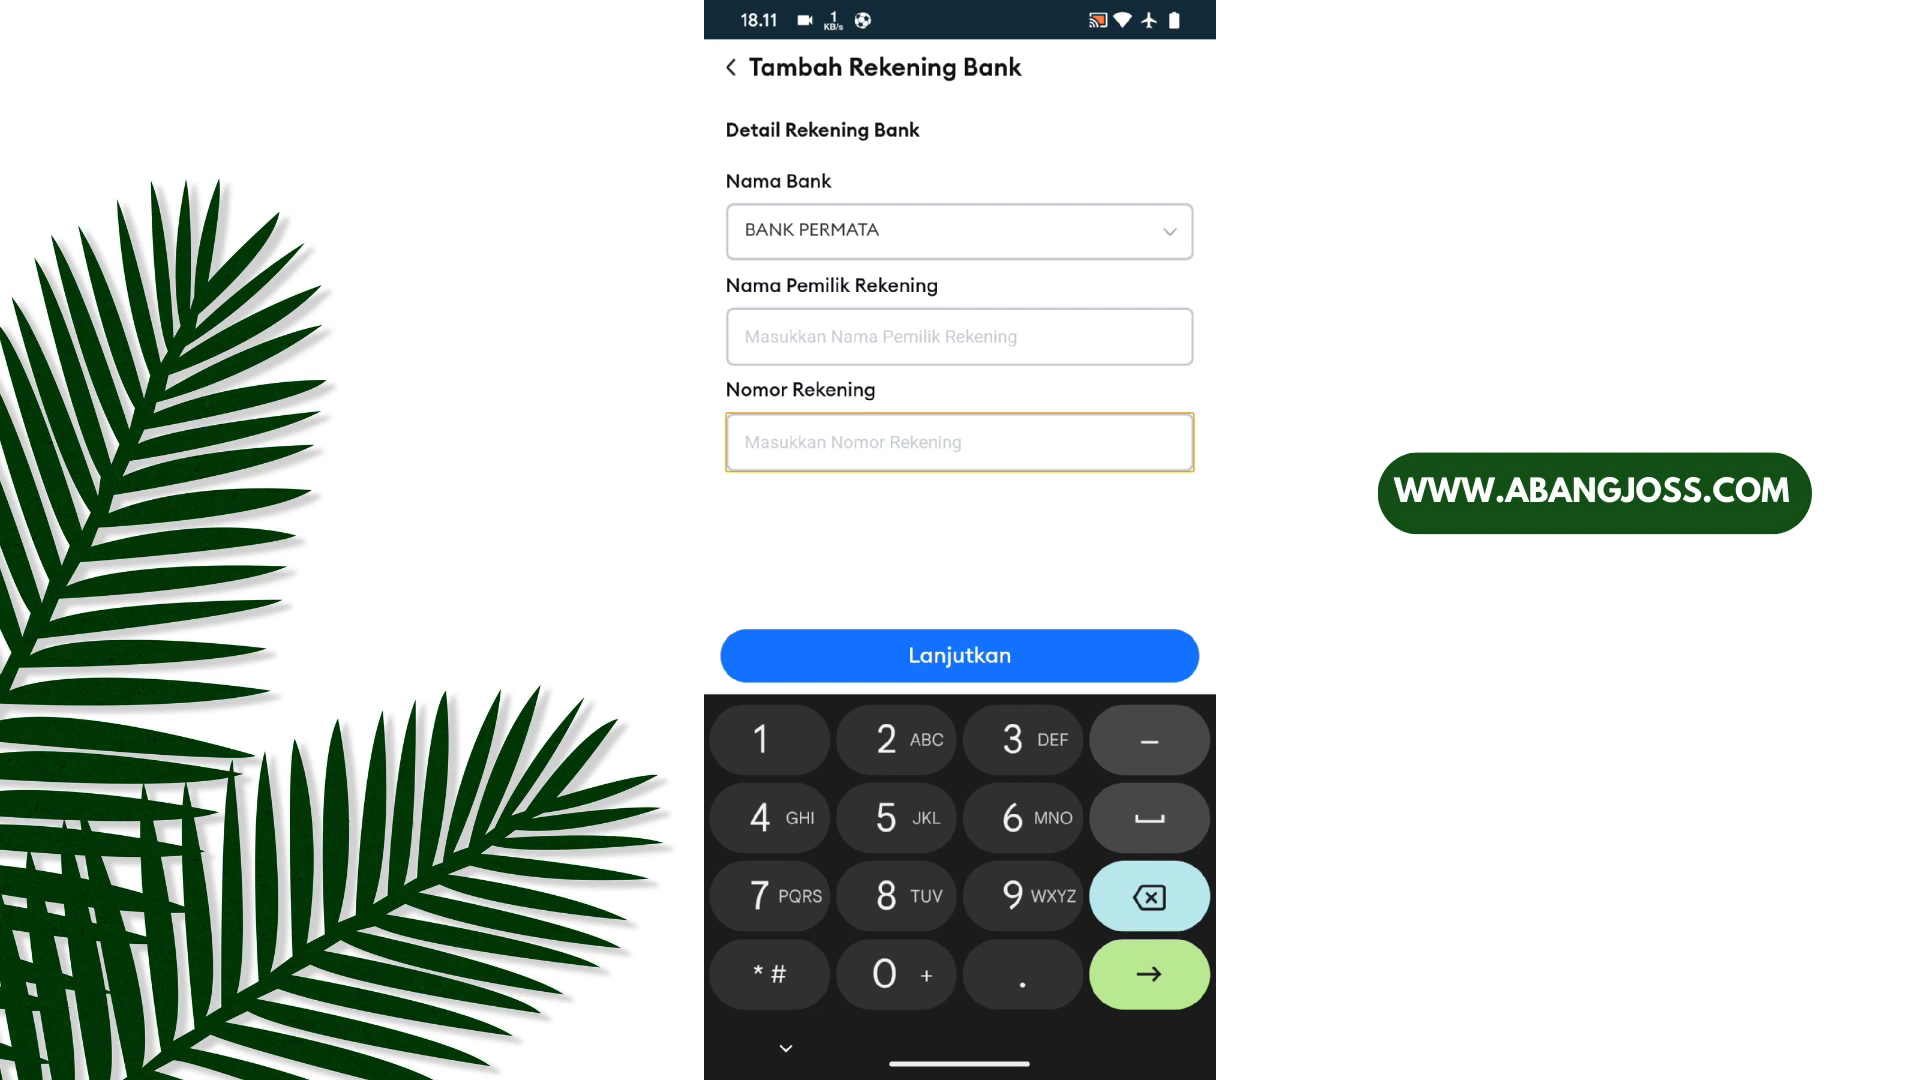 18.11 1 KB/s
Tambah Rekening Bank
Detail Rekening Bank
Nama Bank
BANK PERMATA
Nama Pemilik Rekening
Masukkan Nama Pemilik Rekening
Nomor Rekening
Masukkan Nomor Rekening
WWW.ABANGJOSS.COM
Lanjutkan
1 2 ABC 3 DEF –
4 GHI 5 JKL 6 MNO
7 PQRS 8 TUV 9 WXYZ
* # 0 + .